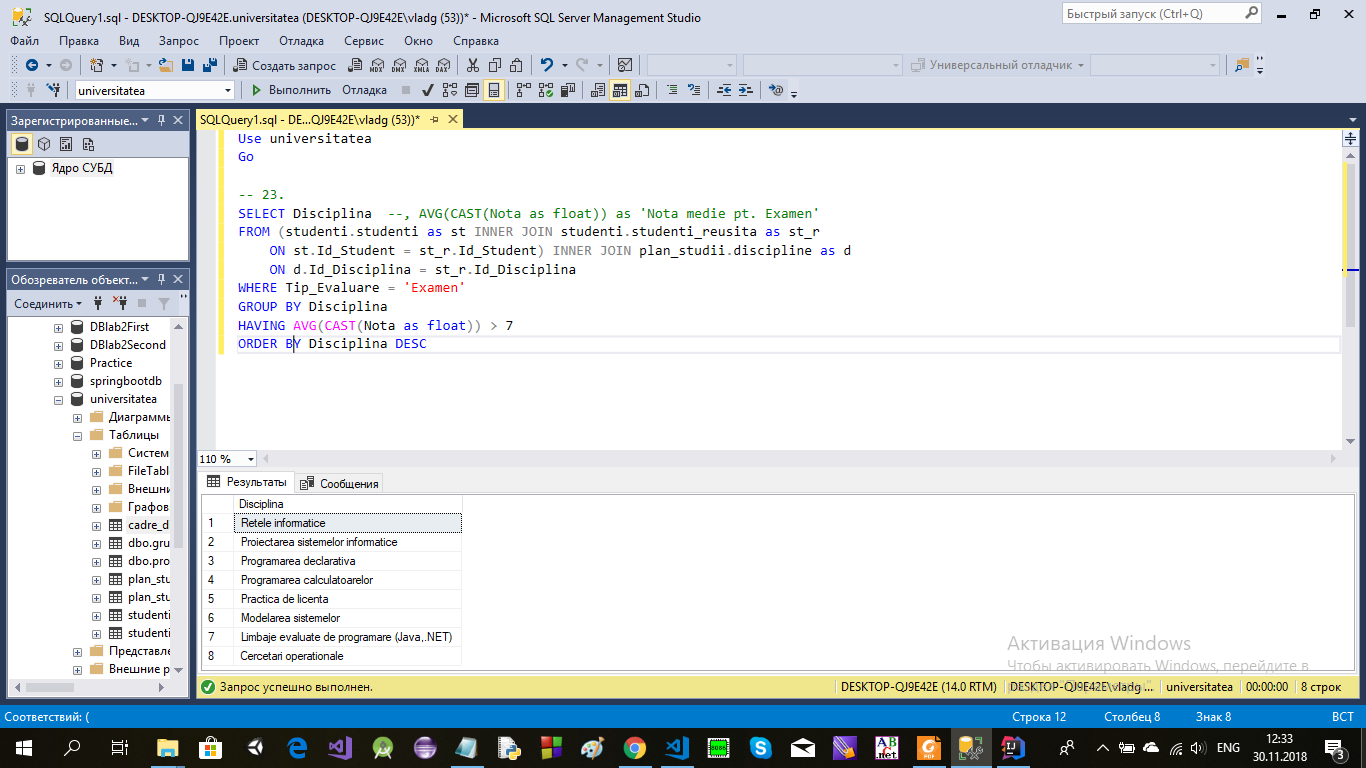 SQLQuery1.sql - DESKTOP-QJ9E42E.universitatea (DESKTOP-QJ9E42E\vladg (53))* - Microsoft SQL Server Management Studio
Быстрый запуск (Ctrl+Q)
Файл Правка Вид Запрос Проект Отладка Сервис Окно Справка
Создать запрос MDX DMX XMLA DAX Универсальный отладчик
universitatea Выполнить Отладка
Зарегистрированные...
Ядро СУБД
Обозреватель объект...
Соединить
DBlab2First
DBlab2Second
Practice
springbootdb
universitatea
Диаграммы
Таблицы
Систем
FileTabl
Внешни
Графов
cadre_d
dbo.gru
dbo.pro
plan_stu
plan_stu
studenti
studenti
Представле
Внешние р
SQLQuery1.sql - DE...QJ9E42E\vladg (53))*
Use universitatea
Go
-- 23.
SELECT Disciplina --, AVG(CAST(Nota as float)) as 'Nota medie pt. Examen'
FROM (studenti.studenti as st INNER JOIN studenti.studenti_reusita as st_r
ON st.Id_Student = st_r.Id_Student) INNER JOIN plan_studii.discipline as d
ON d.Id_Disciplina = st_r.Id_Disciplina
WHERE Tip_Evaluare = 'Examen'
GROUP BY Disciplina
HAVING AVG(CAST(Nota as float)) > 7
ORDER BY Disciplina DESC
110 %
Результаты Сообщения
Disciplina
1 Retele informatice
2 Proiectarea sistemelor informatice
3 Programarea declarativa
4 Programarea calculatoarelor
5 Practica de licenta
6 Modelarea sistemelor
7 Limbaje evaluate de programare (Java,.NET)
8 Cercetari operationale
Активация Windows
Чтобы активировать Windows, перейдите в
Запрос успешно выполнен. DESKTOP-QJ9E42E (14.0 RTM) DESKTOP-QJ9E42E\vladg ... universitatea 00:00:00 8 строк
Соответствий: ( Строка 12 Столбец 8 Знак 8 ВСТ
ENG
12:33
30.11.2018
3